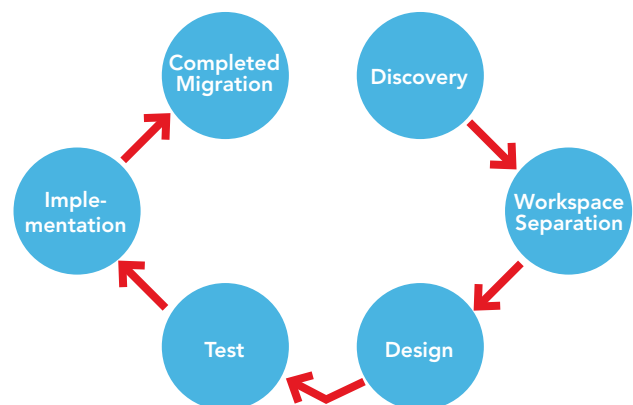 Completed
Migration
Discovery
Imple-
mentation
Workspace
Separation
Test
Design